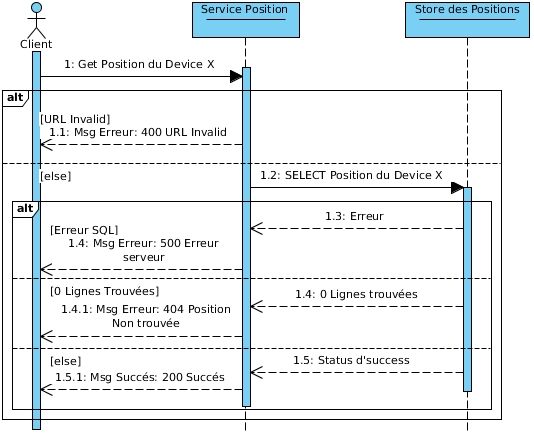 Service Position
Store des Positions
Client
1: Get Position du Device X
alt
[URL Invalid]
1.1: Msg Erreur: 400 URL Invalid
[else]
1.2: SELECT Position du Device X
alt
1.3: Erreur
[Erreur SQL]
1.4: Msg Erreur: 500 Erreur
serveur
[0 Lignes Trouvées]
1.4: 0 Lignes trouvées
1.4.1: Msg Erreur: 404 Position
Non trouvée
[else]
1.5: Status d'success
1.5.1: Msg Succés: 200 Succés